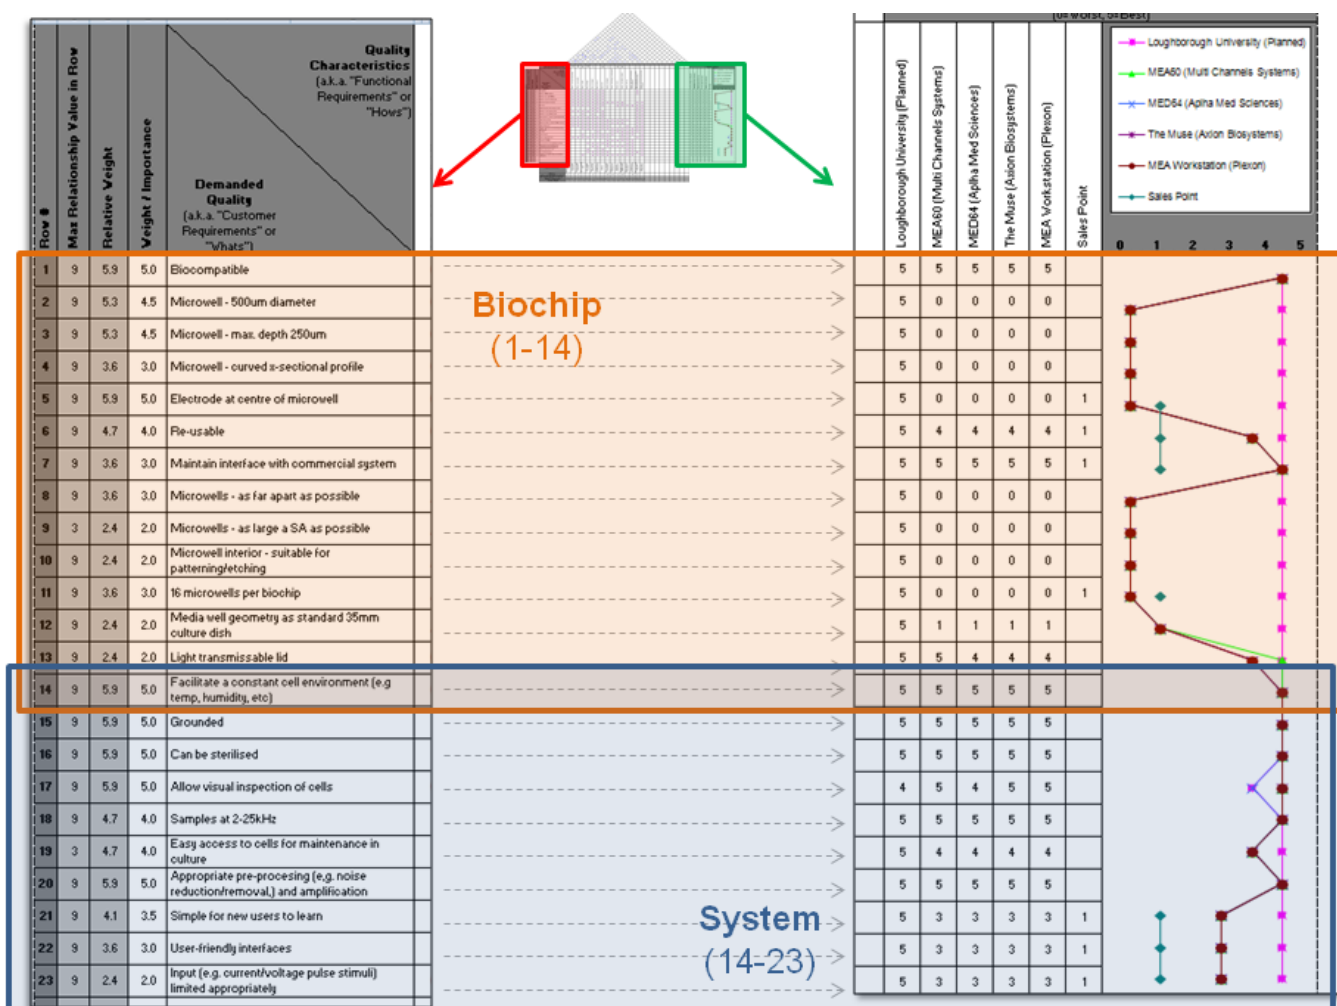 Row #
Max Relationship Value in Row
Relative Weight
Weight / Importance
Quality
Characteristics
(a.k.a. "Functional
Requirements" or
"Hows")
Demanded
Quality
(a.k.a. "Customer
Requirements" or
"Whats")
(0=Worst, 5=Best)
Loughborough University (Planned)
MEA60 (Multi Channels Systems)
MED64 (Aplha Med Sciences)
The Muse (Axion Biosystems)
MEA Workstation (Plexon)
Sales Point
Loughborough University (Planned)
MEA60 (Multi Channels Systems)
MED64 (Aplha Med Sciences)
The Muse (Axion Biosystems)
MEA Workstation (Plexon)
Sales Point
0 1 2 3 4 5
1 9 5.9 5.0 Biocompatible 5 5 5 5 5
2 9 5.3 4.5 Microwell - 500um diameter 5 0 0 0 0
3 9 5.3 4.5 Microwell - max. depth 250um 5 0 0 0 0
4 9 3.6 3.0 Microwell - curved x-sectional profile 5 0 0 0 0
5 9 5.9 5.0 Electrode at centre of microwell 5 0 0 0 0 1
6 9 4.7 4.0 Re-usable 5 4 4 4 4 1
7 9 3.6 3.0 Maintain interface with commercial system 5 5 5 5 5 1
8 9 3.6 3.0 Microwells - as far apart as possible 5 0 0 0 0
9 3 2.4 2.0 Microwells - as large a SA as possible 5 0 0 0 0
10 9 2.4 2.0 Microwell interior - suitable for
patterning/etching 5 0 0 0 0
11 9 3.6 3.0 16 microwells per biochip 5 0 0 0 0 1
12 9 2.4 2.0 Media well geometry as standard 35mm
culture dish 5 1 1 1 1
13 9 2.4 2.0 Light transmissable lid 5 5 4 4 4
14 9 5.9 5.0 Facilitate a constant cell environment (e.g
temp, humidity, etc) 5 5 5 5 5
15 9 5.9 5.0 Grounded 5 5 5 5 5
16 9 5.9 5.0 Can be sterilised 5 5 5 5 5
17 9 5.9 5.0 Allow visual inspection of cells 4 5 4 5 5
18 9 4.7 4.0 Samples at 2-25kHz 5 5 5 5 5
19 3 4.7 4.0 Easy access to cells for maintenance in
culture 5 4 4 4 4
20 9 5.9 5.0 Appropriate pre-procesing (e.g. noise
reduction/removal,) and amplification 5 5 5 5 5
21 9 4.1 3.5 Simple for new users to learn 5 3 3 3 3 1
22 9 3.6 3.0 User-friendly interfaces 5 3 3 3 3 1
23 9 2.4 2.0 Input (e.g. current/voltage pulse stimuli)
limited appropriately 5 3 3 3 3 1
Biochip
(1-14)
System
(14-23)